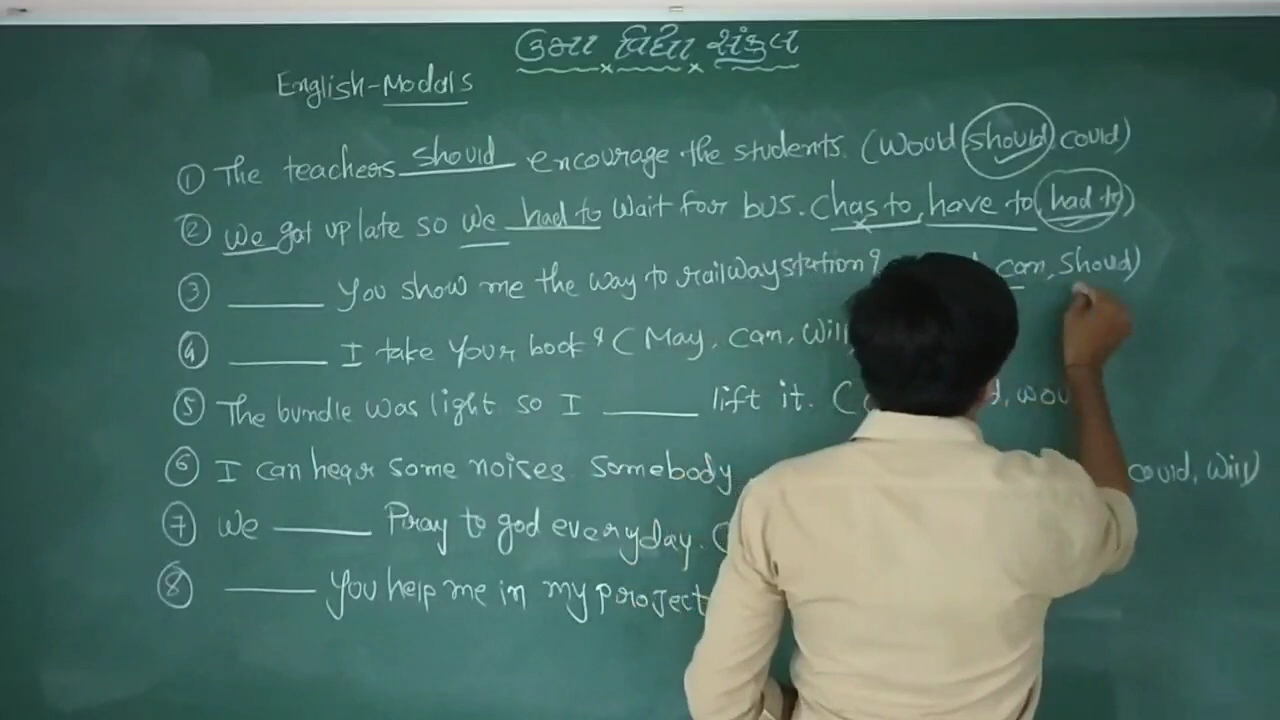 ઉમા વિદ્યા સંકુલ
English-Modals
① The teachers should encourage the students. (Would should, could)
② We got up late so we had to wait for bus. (has to, have to had to)
③ ______ You show me the way to railway station? can, should)
④ ______ I take your book? (May, can, will
⑤ The bundle was light so I ______ lift it. (
⑥ I can hear some noises. Somebody could, will)
⑦ We ______ Pray to god everyday. (
⑧ ______ You help me in my project